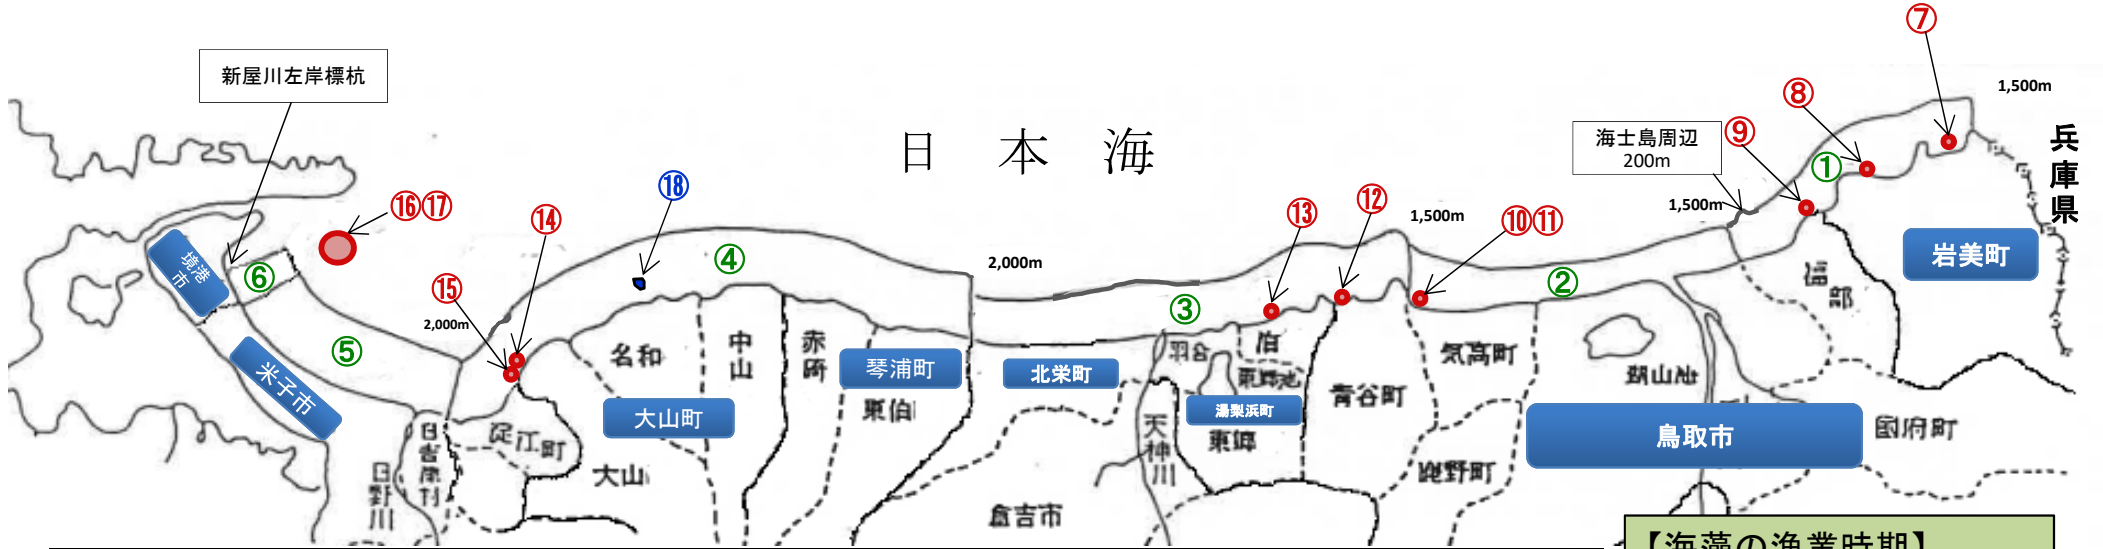 ⑦
1,500m
新屋川左岸標杭
⑧
兵庫県
日本海
海士島周辺
200m
⑨
①
⑱
⑯⑰
⑭
⑬
⑫
1,500m
⑩⑪
1,500m
岩美町
境港市
⑥
④
2,000m
②
福部
⑮
2,000m
③
⑤
名和
中山
赤碕
琴浦町
北栄町
羽合
泊
東郷池
気高町
湖山池
米子市
大山町
東伯
湯梨浜町
青谷町
鳥取市
国府町
淀江町
日吉津村
日野川
大山
天神川
東郷
鹿野町
倉吉市
【海藻の漁業時期】